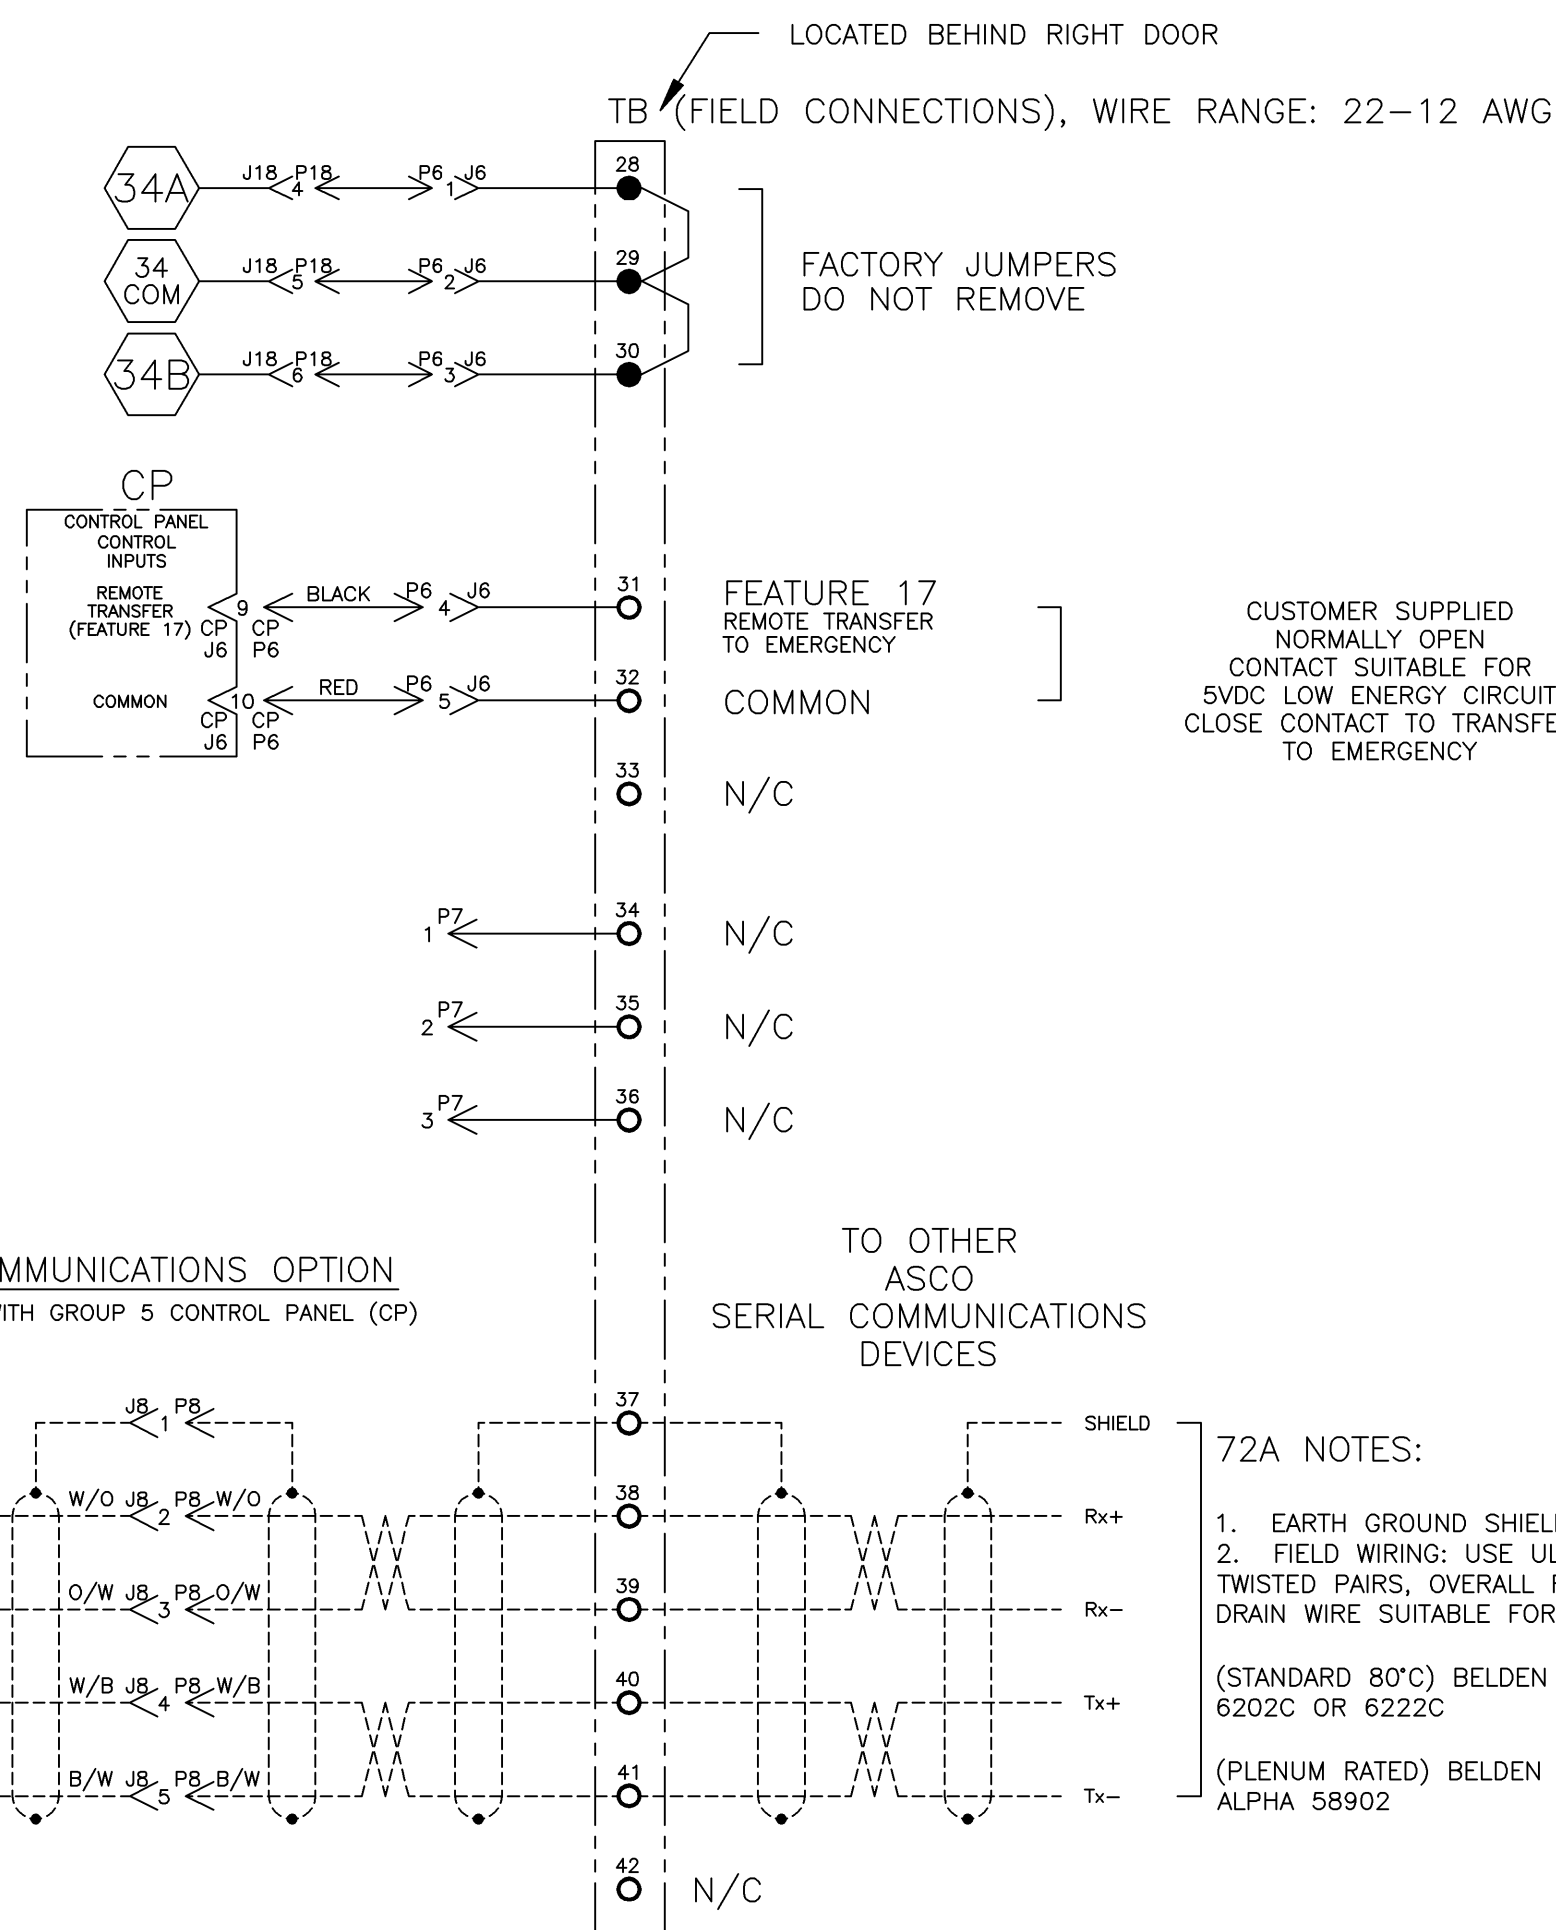 LOCATED BEHIND RIGHT DOOR
TB (FIELD CONNECTIONS), WIRE RANGE: 22-12 AWG
34A
J18 P18
4
P6 J6
1
28
34
COM
J18 P18
5
P6 J6
2
29
FACTORY JUMPERS
DO NOT REMOVE
34B
J18 P18
6
P6 J6
3
30
CP
CONTROL PANEL
CONTROL
INPUTS
REMOTE
TRANSFER
(FEATURE 17)
9
CP CP
J6 P6
BLACK
P6 J6
4
31
FEATURE 17
REMOTE TRANSFER
TO EMERGENCY
COMMON
10
CP CP
J6 P6
RED
P6 J6
5
32
COMMON
CUSTOMER SUPPLIED
NORMALLY OPEN
CONTACT SUITABLE FOR
5VDC LOW ENERGY CIRCUIT
CLOSE CONTACT TO TRANSFE
TO EMERGENCY
33
N/C
1 P7
34
N/C
2 P7
35
N/C
3 P7
36
N/C
MMUNICATIONS OPTION
WITH GROUP 5 CONTROL PANEL (CP)
TO OTHER
ASCO
SERIAL COMMUNICATIONS
DEVICES
J8 P8
1
37
SHIELD
W/O J8 P8 W/O
2
38
Rx+
O/W J8 P8 O/W
3
39
Rx-
W/B J8 P8 W/B
4
40
Tx+
B/W J8 P8 B/W
5
41
Tx-
42
N/C
72A NOTES:
1. EARTH GROUND SHIEL
2. FIELD WIRING: USE UL
TWISTED PAIRS, OVERALL F
DRAIN WIRE SUITABLE FOR
(STANDARD 80°C) BELDEN
6202C OR 6222C
(PLENUM RATED) BELDEN
ALPHA 58902